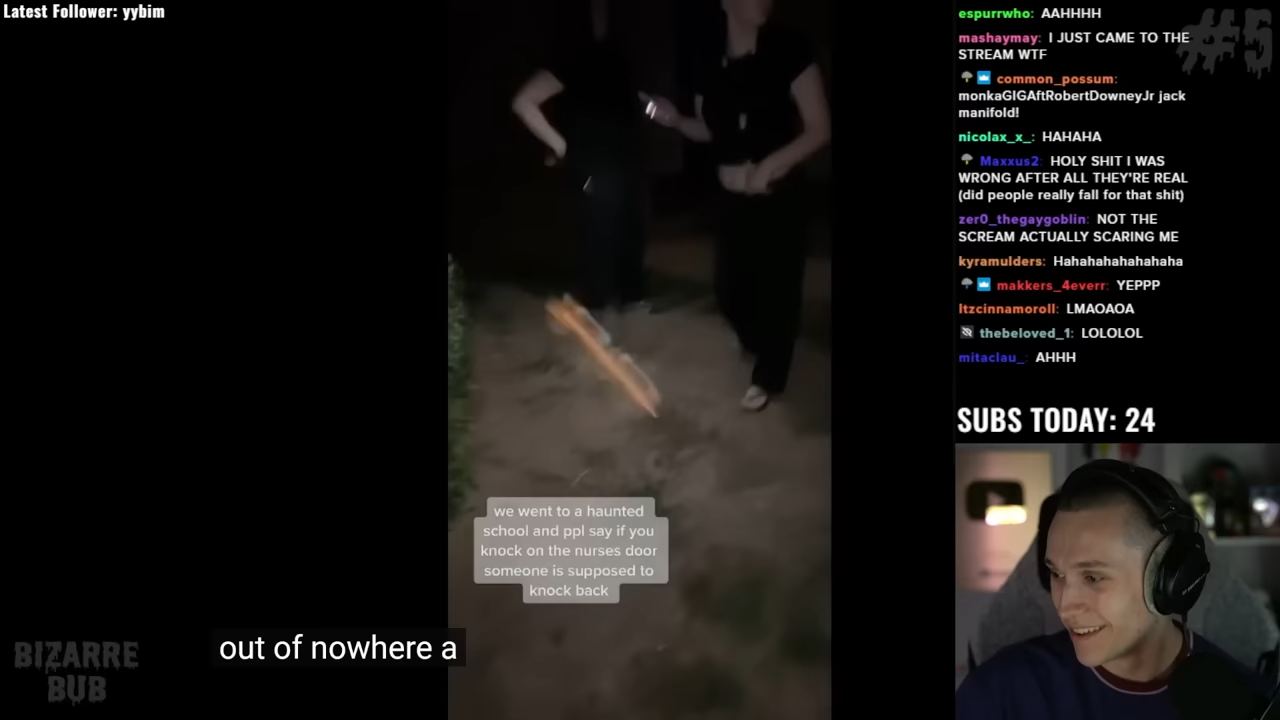 Latest Follower: yybim
espurrwho: AAHHHH
mashaymay: I JUST CAME TO THE
STREAM WTF
#5
common_possum:
monkaGIGAftRobertDowneyJr jack
manifold!
nicolax_x_: HAHAHA
Maxxus2: HOLY SHIT I WAS
WRONG AFTER ALL THEY'RE REAL
(did people really fall for that shit)
zer0_thegaygoblin: NOT THE
SCREAM ACTUALLY SCARING ME
kyramulders: Hahahahahahahaha
makkers_4everr: YEPPP
ltzcinnamoroll: LMAOAOA
thebeloved_1: LOLOLOL
mitaclau_: AHHH
SUBS TODAY: 24
we went to a haunted
school and ppl say if you
knock on the nurses door
someone is supposed to
knock back
out of nowhere a
BIZARRE
BUB